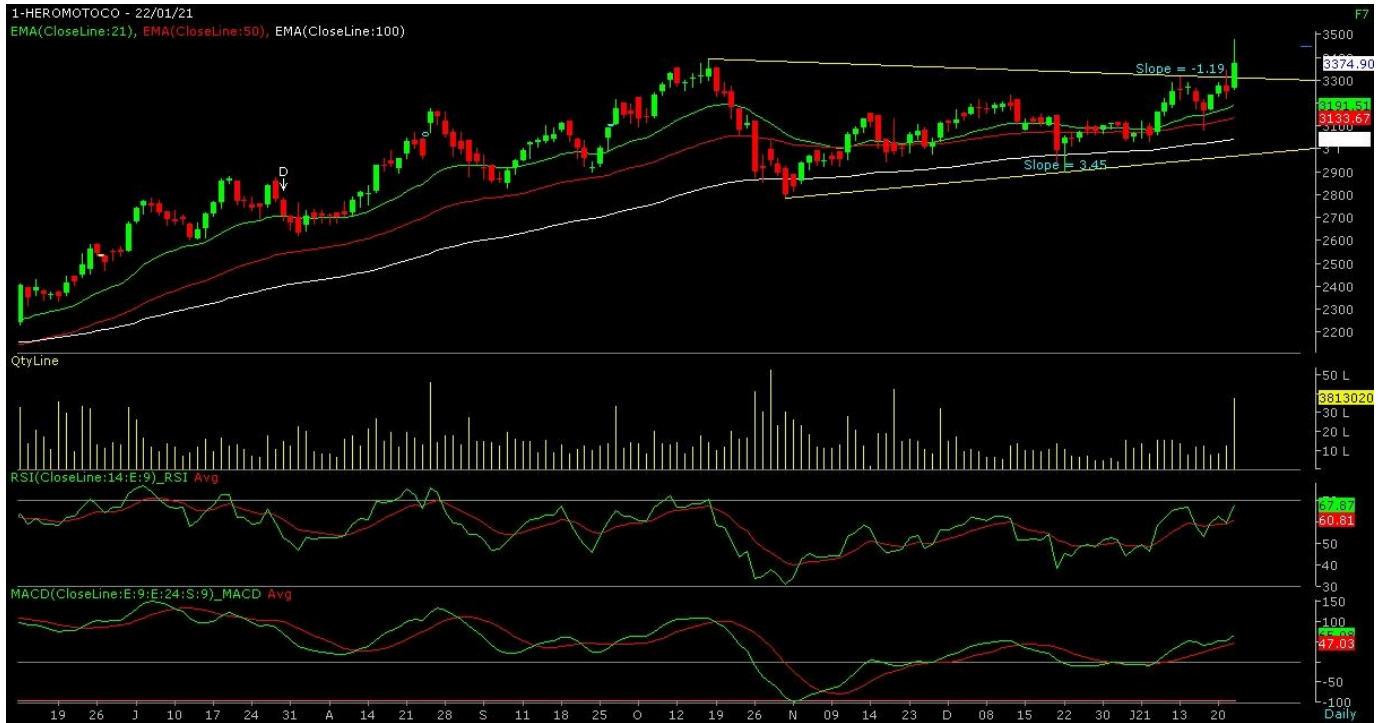 1-HEROMOTOCO - 22/01/21 F7
EMA(CloseLine:21), EMA(CloseLine:50), EMA(CloseLine:100)
3500
3374.90
3300
Slope = -1.19
3191.51
3133.67
3100
Slope = 3.45
2900
2800
2700
2600
2500
2400
2300
2200
D
QtyLine
50 L
3813020
30 L
20 L
10 L
RSI(CloseLine:14:E:9)_RSI Avg
67.87
60.81
50
40
30
MACD(CloseLine:E:9:E:24:S:9)_MACD Avg
150
100
47.03
-50
-100
19 26 J 10 17 24 31 A 14 21 28 S 11 18 25 O 12 19 26 N 09 14 23 D 08 15 22 30 J21 13 20 Daily